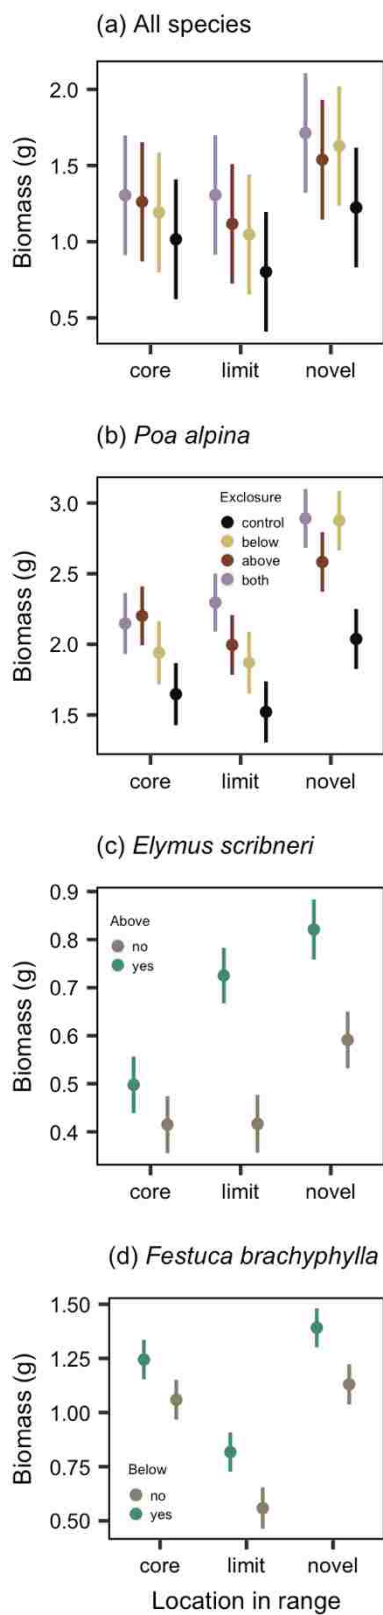 (a) All species
2.0
1.5
1.0
0.5
Biomass (g)
core limit novel
(b) Poa alpina
3.0
2.5
2.0
1.5
Biomass (g)
Exclosure
control
below
above
both
core limit novel
(c) Elymus scribneri
0.9
0.8
0.7
0.6
0.5
0.4
Biomass (g)
Above
no
yes
core limit novel
(d) Festuca brachyphylla
1.50
1.25
1.00
0.75
0.50
Biomass (g)
Below
no
yes
core limit novel
Location in range